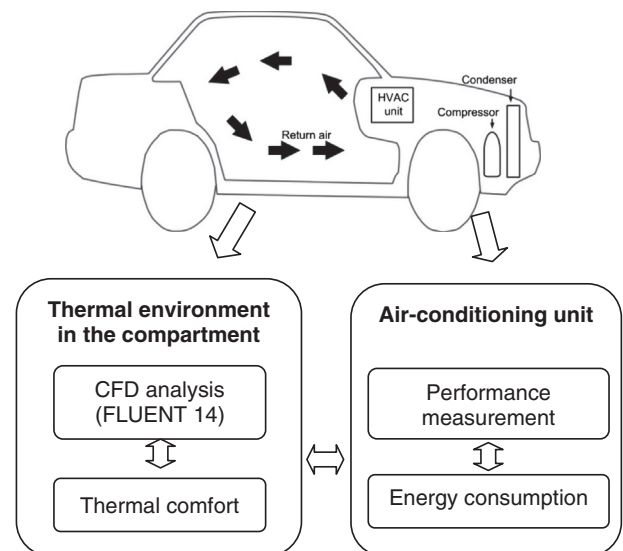 Condenser
HVAC
unit
Compressor
Return air
Thermal environment
in the compartment
CFD analysis
(FLUENT 14)
Thermal comfort
Air-conditioning unit
Performance
measurement
Energy consumption